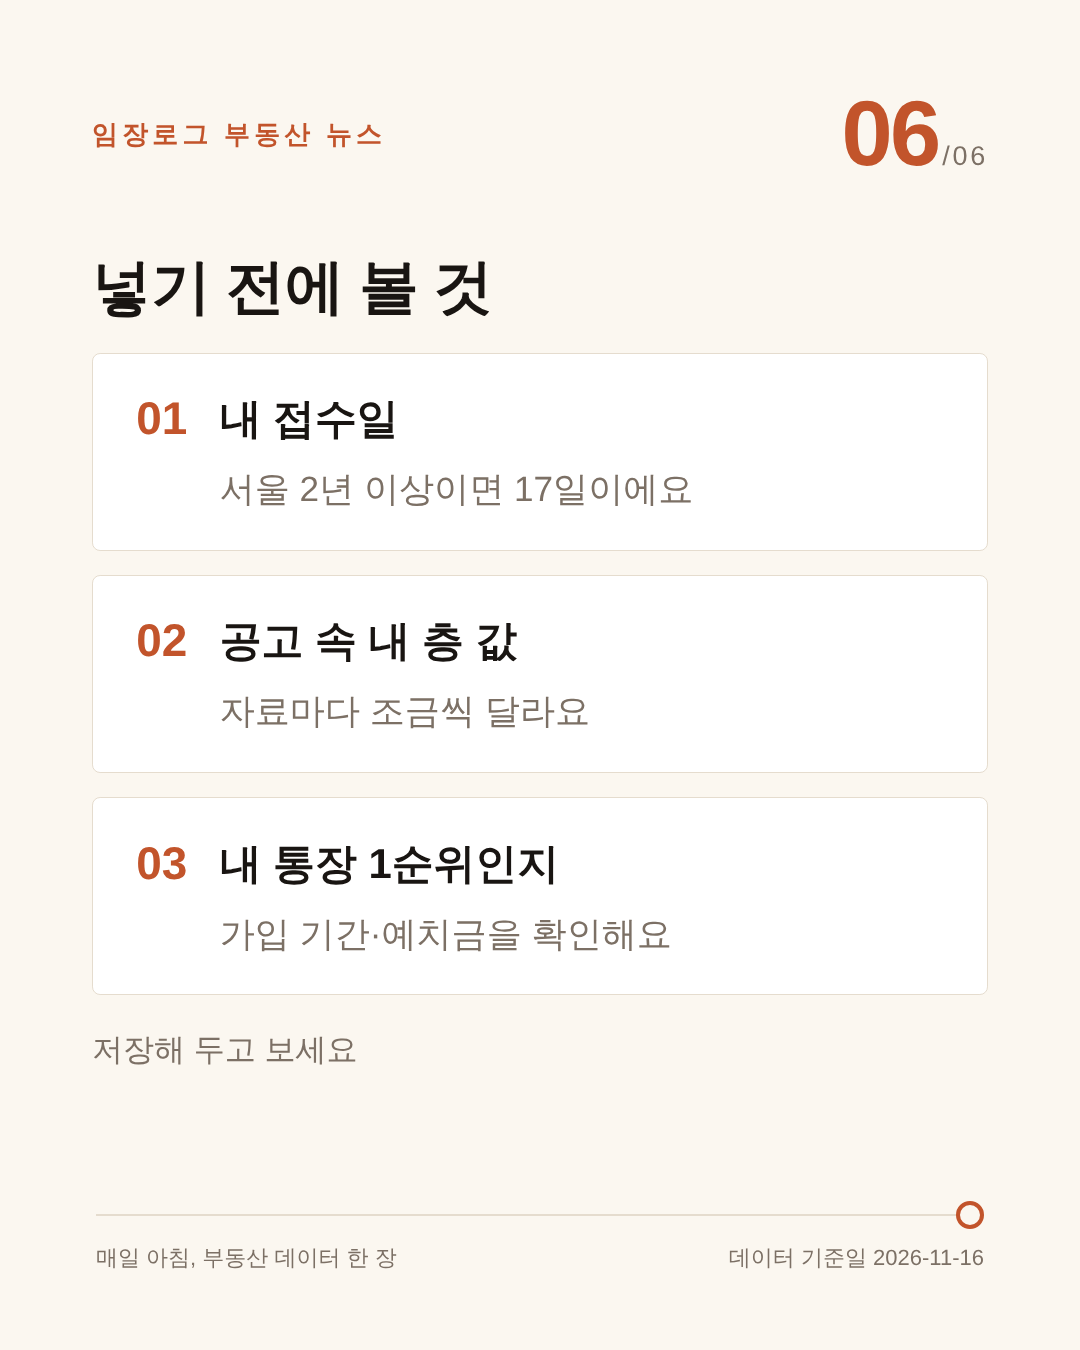 임장로그 부동산 뉴스
06/06
넣기 전에 볼 것
01 내 접수일
서울 2년 이상이면 17일이에요
02 공고 속 내 층 값
자료마다 조금씩 달라요
03 내 통장 1순위인지
가입 기간·예치금을 확인해요
저장해 두고 보세요
매일 아침, 부동산 데이터 한 장
데이터 기준일 2026-11-16